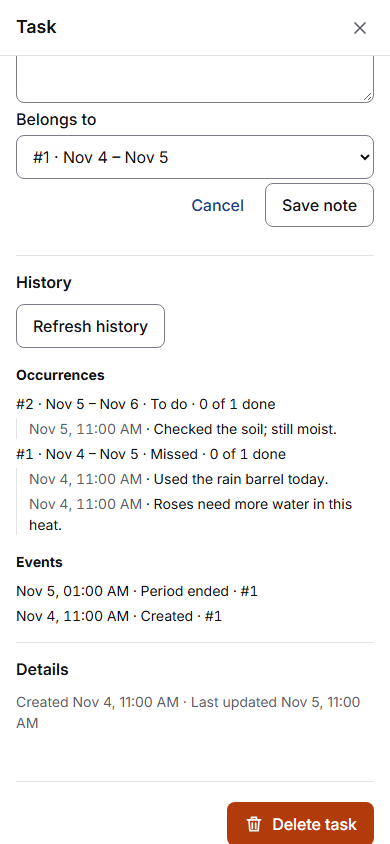 Task
Belongs to
#1 · Nov 4 – Nov 5
Cancel
Save note
History
Refresh history
Occurrences
#2 · Nov 5 – Nov 6 · To do · 0 of 1 done
Nov 5, 11:00 AM · Checked the soil; still moist.
#1 · Nov 4 – Nov 5 · Missed · 0 of 1 done
Nov 4, 11:00 AM · Used the rain barrel today.
Nov 4, 11:00 AM · Roses need more water in this
heat.
Events
Nov 5, 01:00 AM · Period ended · #1
Nov 4, 11:00 AM · Created · #1
Details
Created Nov 4, 11:00 AM · Last updated Nov 5, 11:00
AM
Delete task